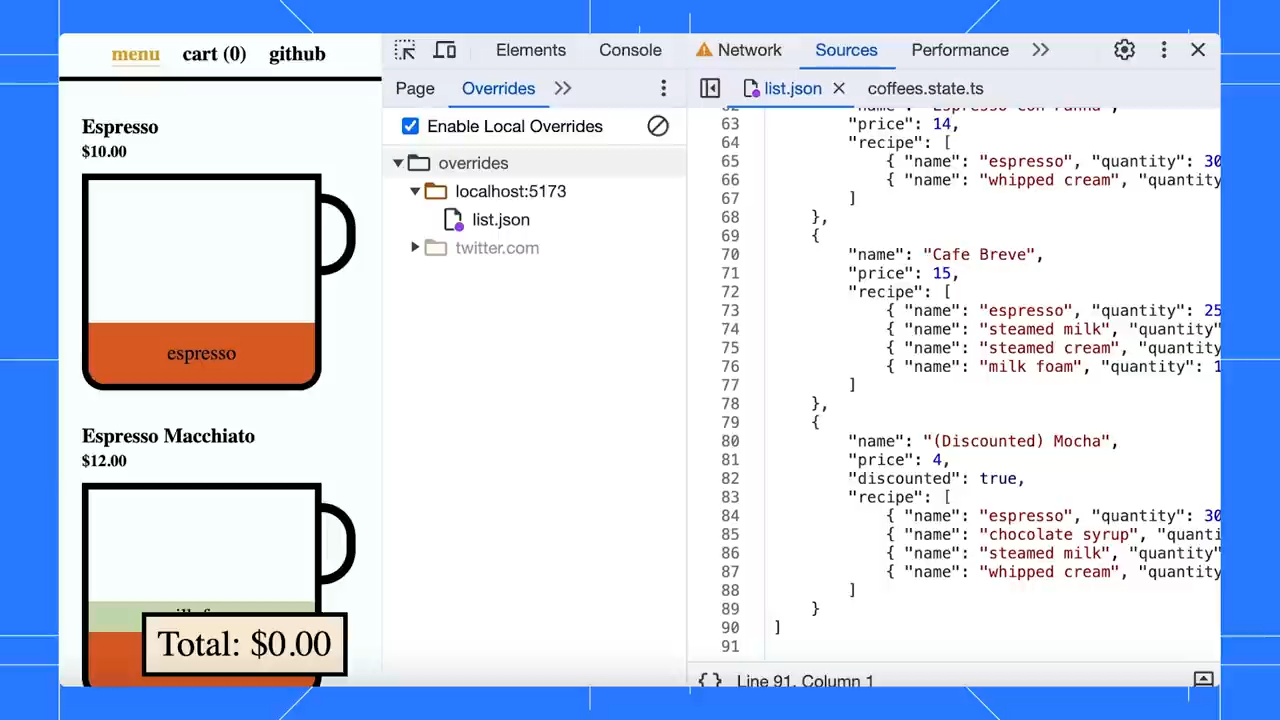 menu cart (0) github
Espresso
$10.00
espresso
Espresso Macchiato
$12.00
Total: $0.00
Elements Console Network Sources Performance
Page Overrides
Enable Local Overrides
overrides
localhost:5173
list.json
twitter.com
list.json coffees.state.ts
63 "price": 14,
64 "recipe": [
65 { "name": "espresso", "quantity": 30
66 { "name": "whipped cream", "quantity
67 ]
68 },
69 {
70 "name": "Cafe Breve",
71 "price": 15,
72 "recipe": [
73 { "name": "espresso", "quantity": 25
74 { "name": "steamed milk", "quantity"
75 { "name": "steamed cream", "quantity
76 { "name": "milk foam", "quantity": 1
77 ]
78 },
79 {
80 "name": "(Discounted) Mocha",
81 "price": 4,
82 "discounted": true,
83 "recipe": [
84 { "name": "espresso", "quantity": 30
85 { "name": "chocolate syrup", "quanti
86 { "name": "steamed milk", "quantity"
87 { "name": "whipped cream", "quantity
88 ]
89 }
90 ]
91
Line 91, Column 1